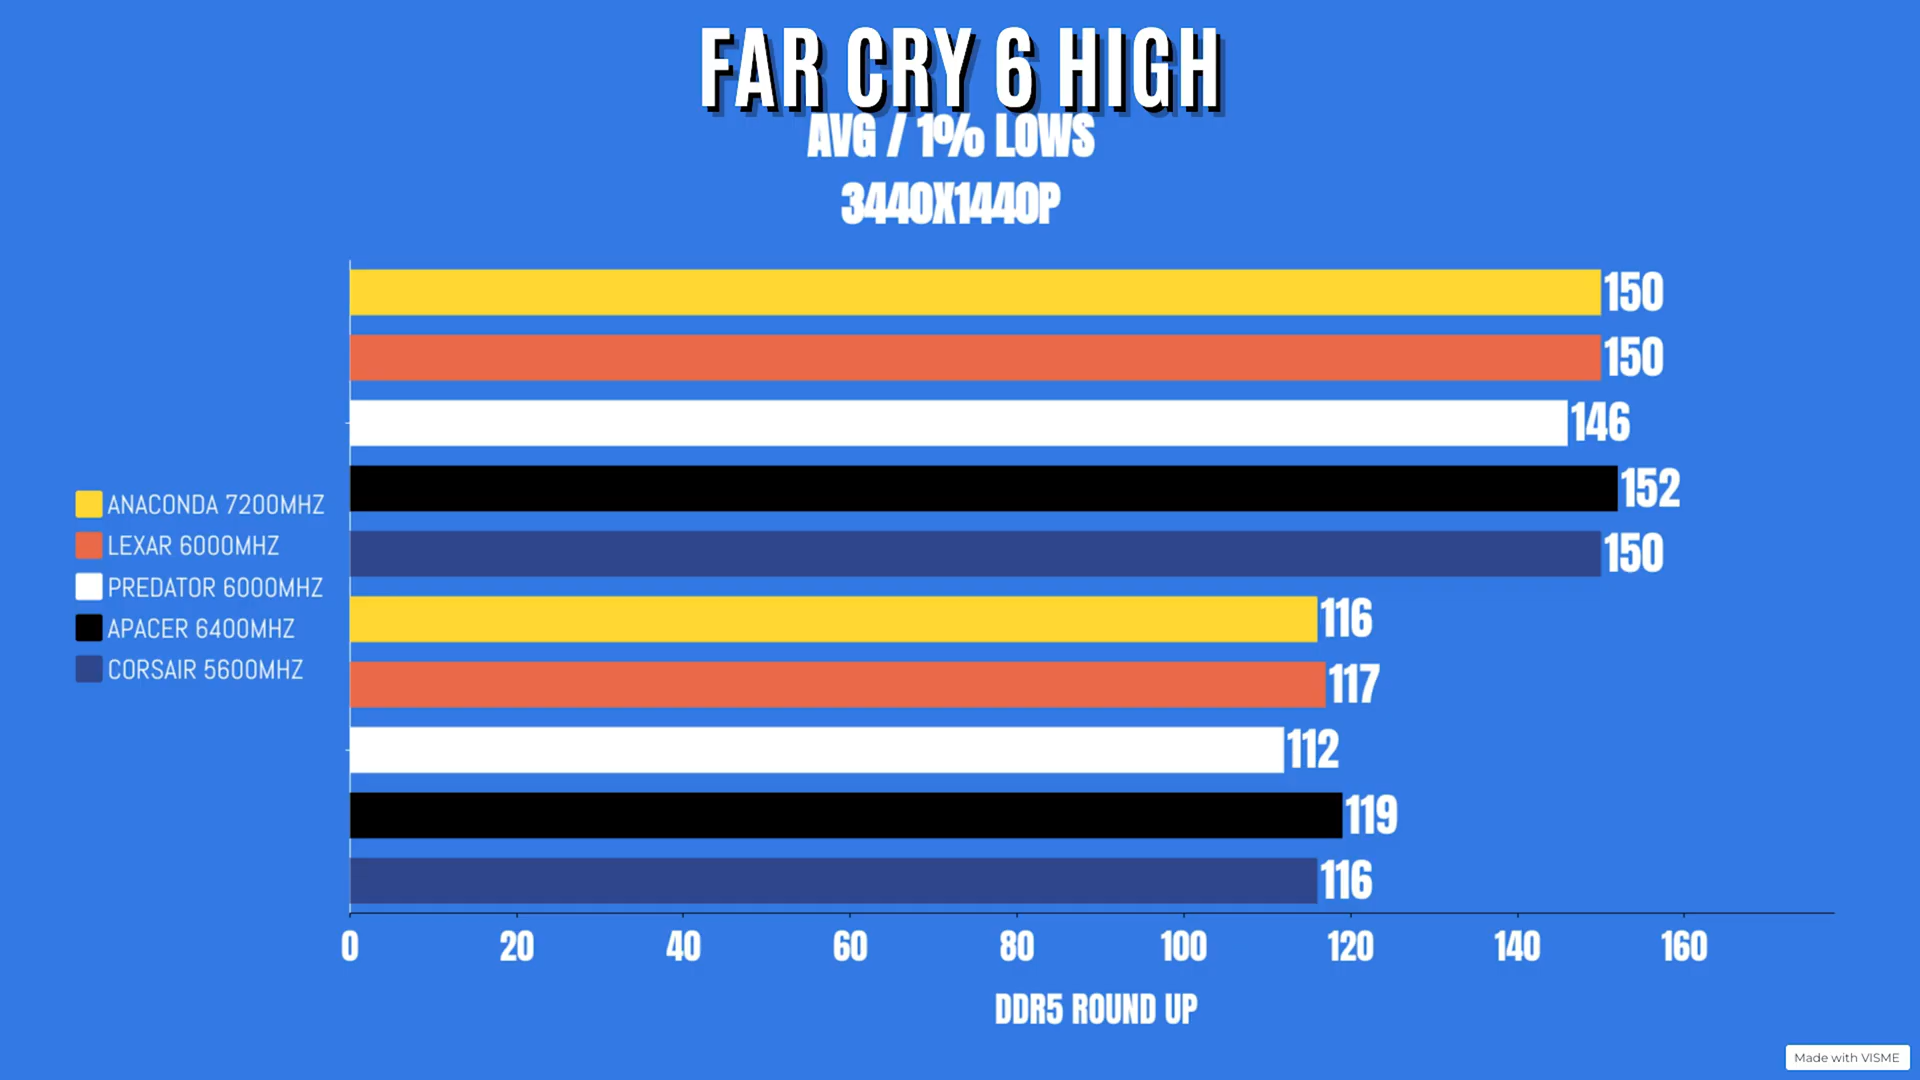 FAR CRY 6 HIGH
AVG / 1% LOWS
3440X1440P
150
150
146
152
150
116
117
112
119
116
ANACONDA 7200MHZ
LEXAR 6000MHZ
PREDATOR 6000MHZ
APACER 6400MHZ
CORSAIR 5600MHZ
0 20 40 60 80 100 120 140 160
DDR5 ROUND UP
Made with VISME